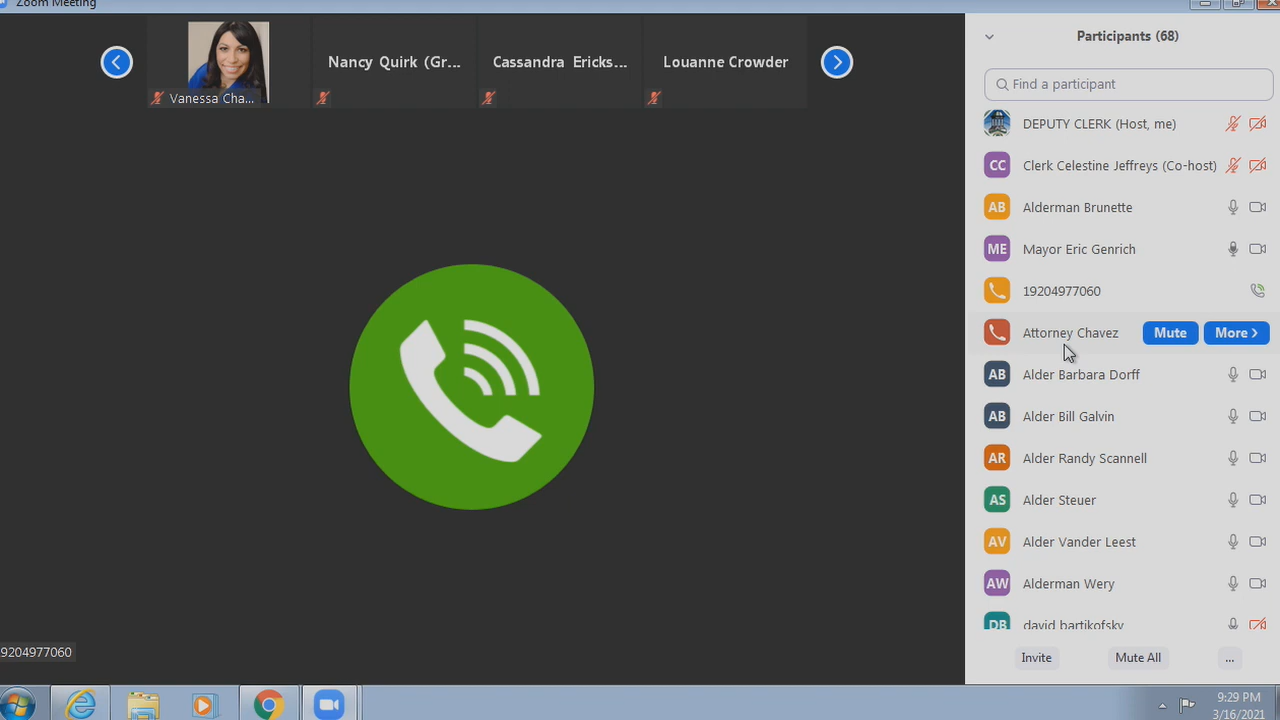 Zoom Meeting
Vanessa Cha...
Nancy Quirk (Gr...
Cassandra Ericks...
Louanne Crowder
19204977060
Participants (68)
Find a participant
DEPUTY CLERK (Host, me)
CC Clerk Celestine Jeffreys (Co-host)
AB Alderman Brunette
ME Mayor Eric Genrich
19204977060
Attorney Chavez Mute More
AB Alder Barbara Dorff
AB Alder Bill Galvin
AR Alder Randy Scannell
AS Alder Steuer
AV Alder Vander Leest
AW Alderman Wery
DB david bartikofsky
Invite Mute All ...
9:29 PM
3/16/2021